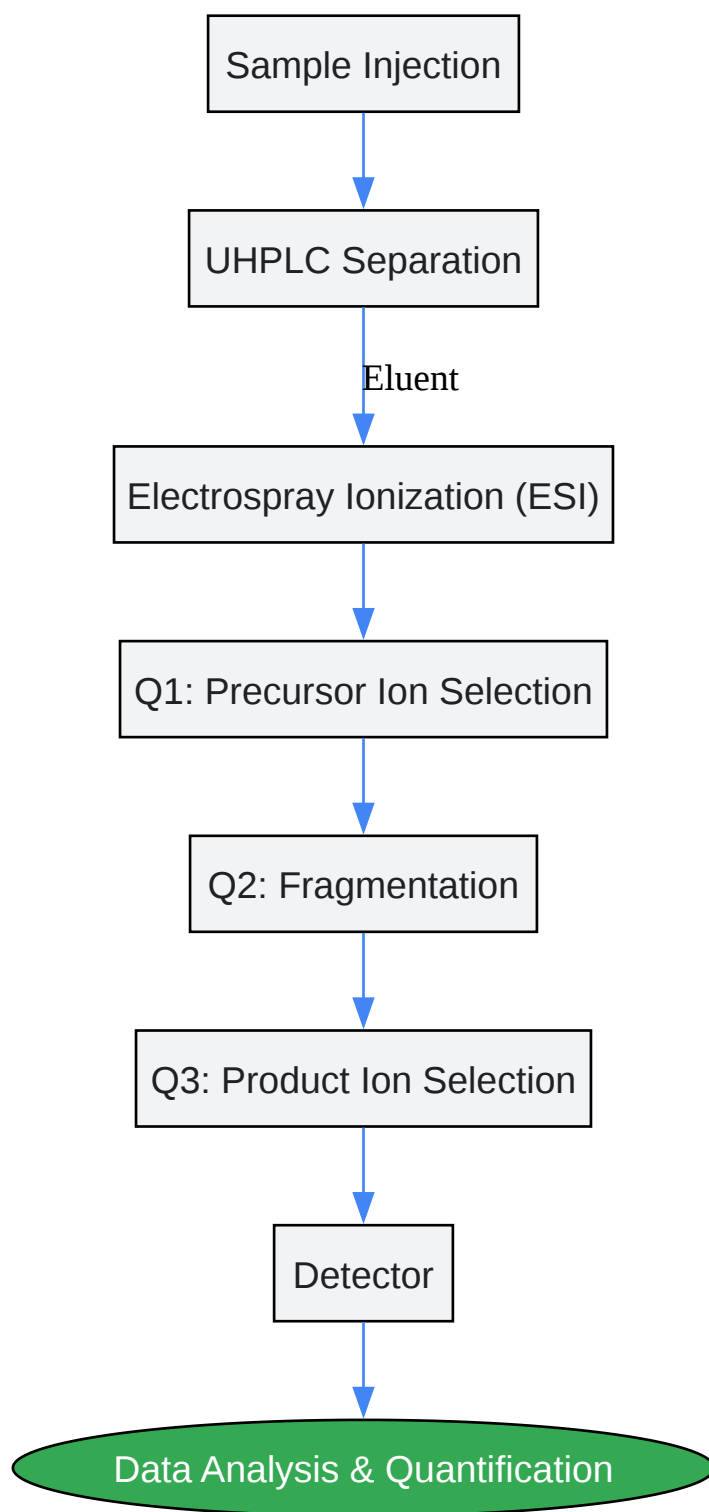 Sample Injection
UHPLC Separation
Eluent
Electrospray Ionization (ESI)
Q1: Precursor Ion Selection
Q2: Fragmentation
Q3: Product Ion Selection
Detector
Data Analysis & Quantification